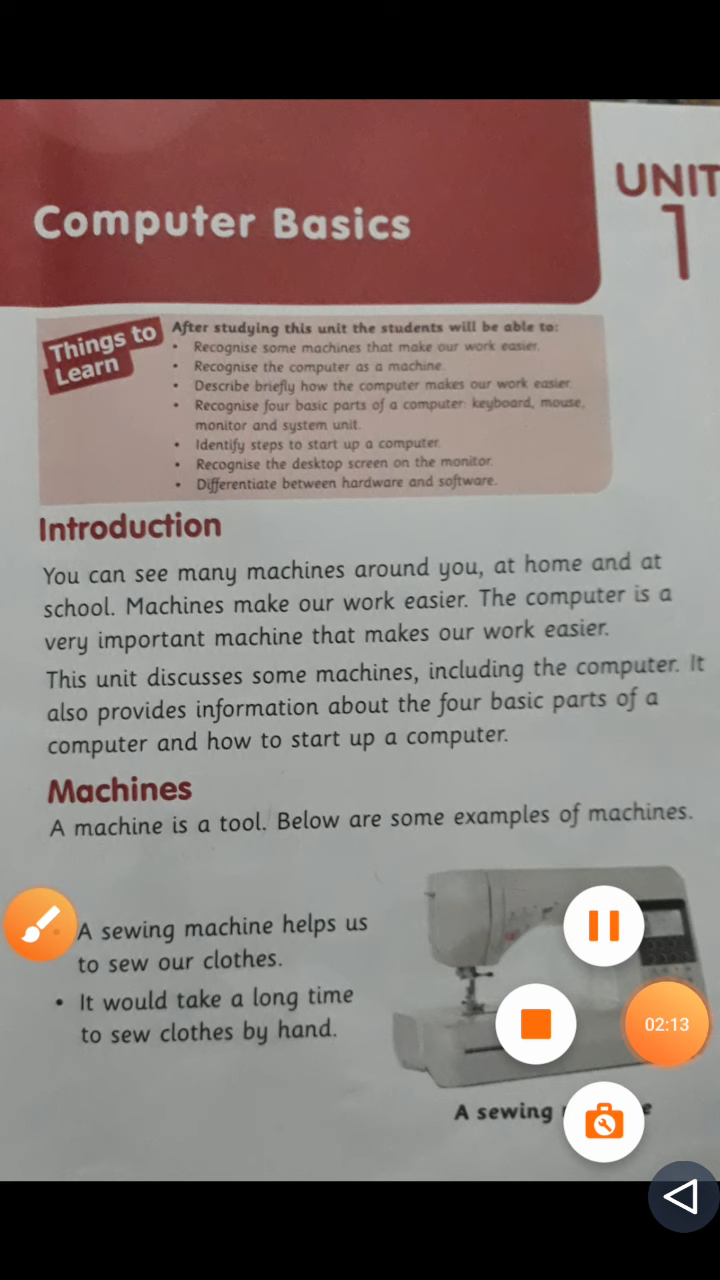 UNIT
1
Computer Basics
Things to
Learn
After studying this unit the students will be able to:
• Recognise some machines that make our work easier.
• Recognise the computer as a machine.
• Describe briefly how the computer makes our work easier.
• Recognise four basic parts of a computer: keyboard, mouse,
monitor and system unit.
• Identify steps to start up a computer.
• Recognise the desktop screen on the monitor.
• Differentiate between hardware and software.
Introduction
You can see many machines around you, at home and at
school. Machines make our work easier. The computer is a
very important machine that makes our work easier.
This unit discusses some machines, including the computer. It
also provides information about the four basic parts of a
computer and how to start up a computer.
Machines
A machine is a tool. Below are some examples of machines.
A sewing machine helps us
to sew our clothes.
• It would take a long time
to sew clothes by hand.
02:13
A sewing